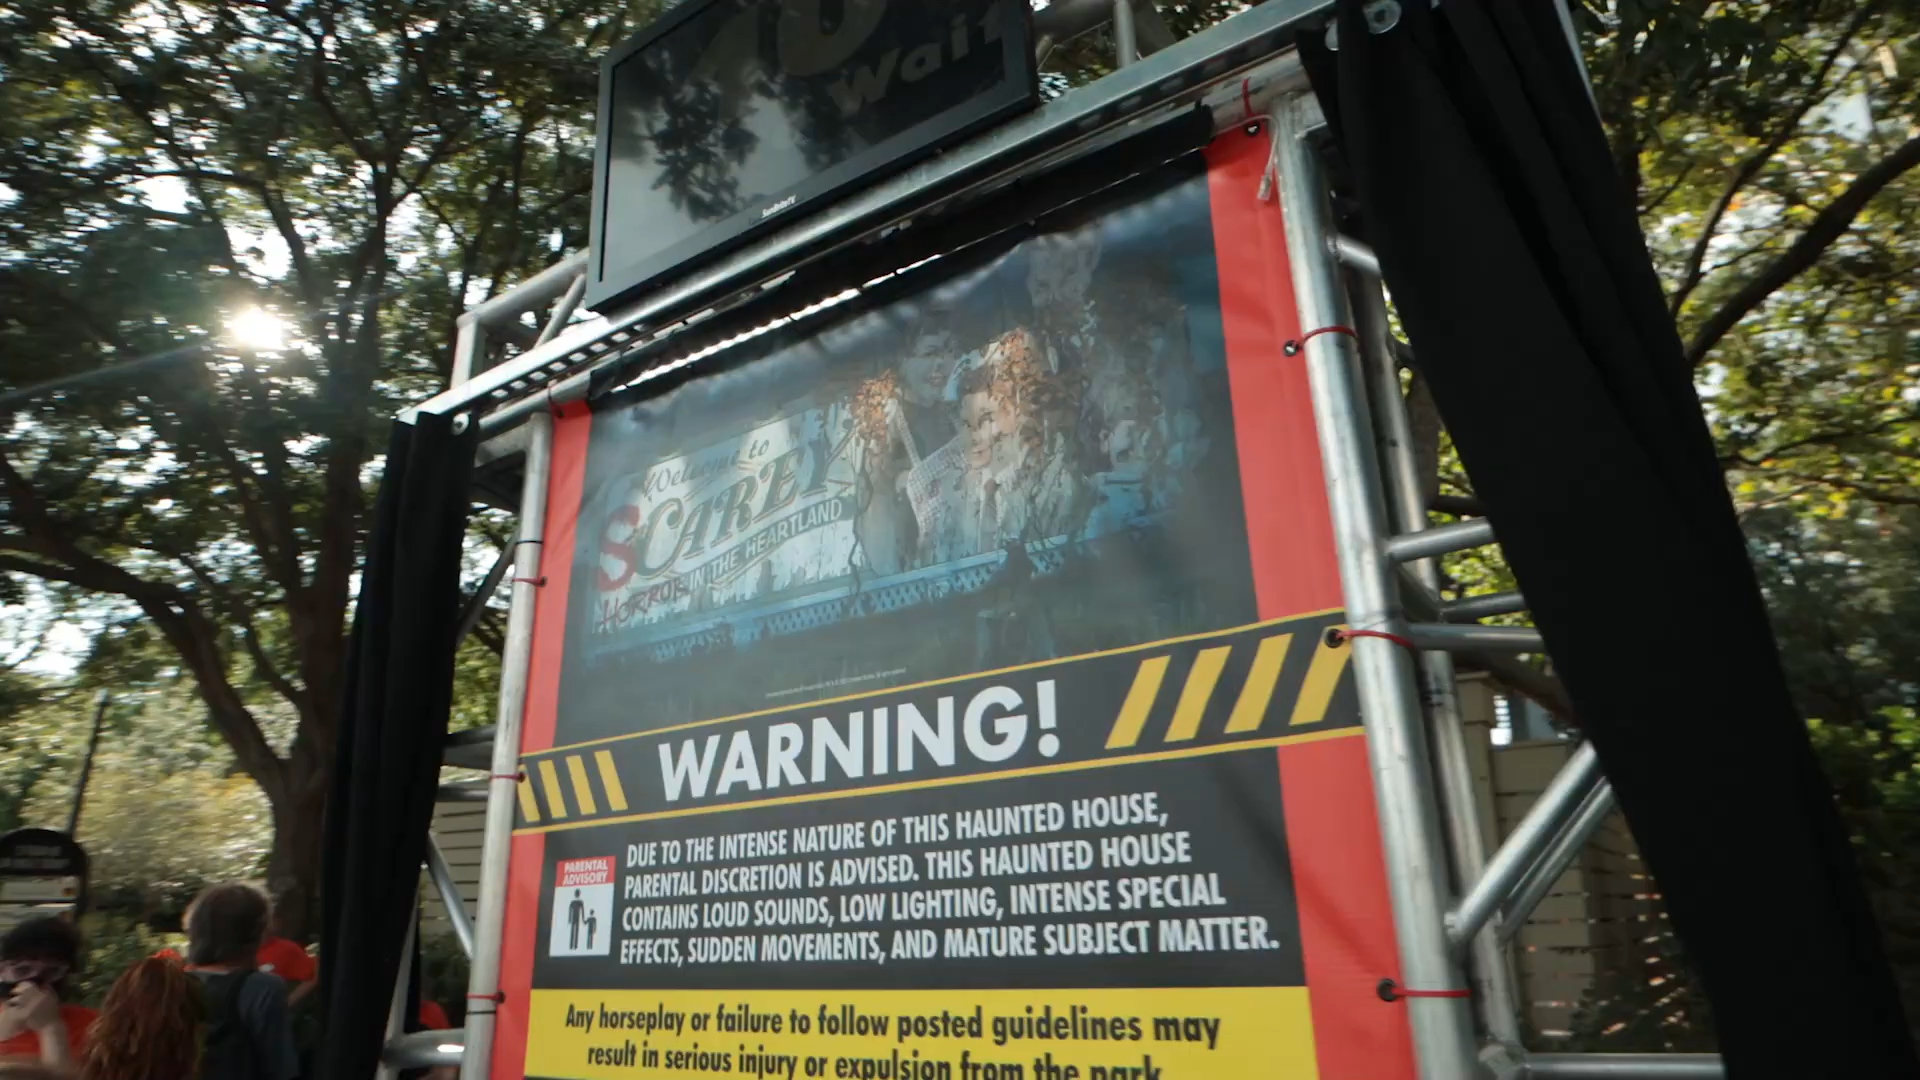 Wait
SunBriteTV
Welcome to
SCAREY
HORROR IN THE HEARTLAND
WARNING!
PARENTAL
ADVISORY
DUE TO THE INTENSE NATURE OF THIS HAUNTED HOUSE,
PARENTAL DISCRETION IS ADVISED. THIS HAUNTED HOUSE
CONTAINS LOUD SOUNDS, LOW LIGHTING, INTENSE SPECIAL
EFFECTS, SUDDEN MOVEMENTS, AND MATURE SUBJECT MATTER.
Any horseplay or failure to follow posted guidelines may
result in serious injury or expulsion from the park